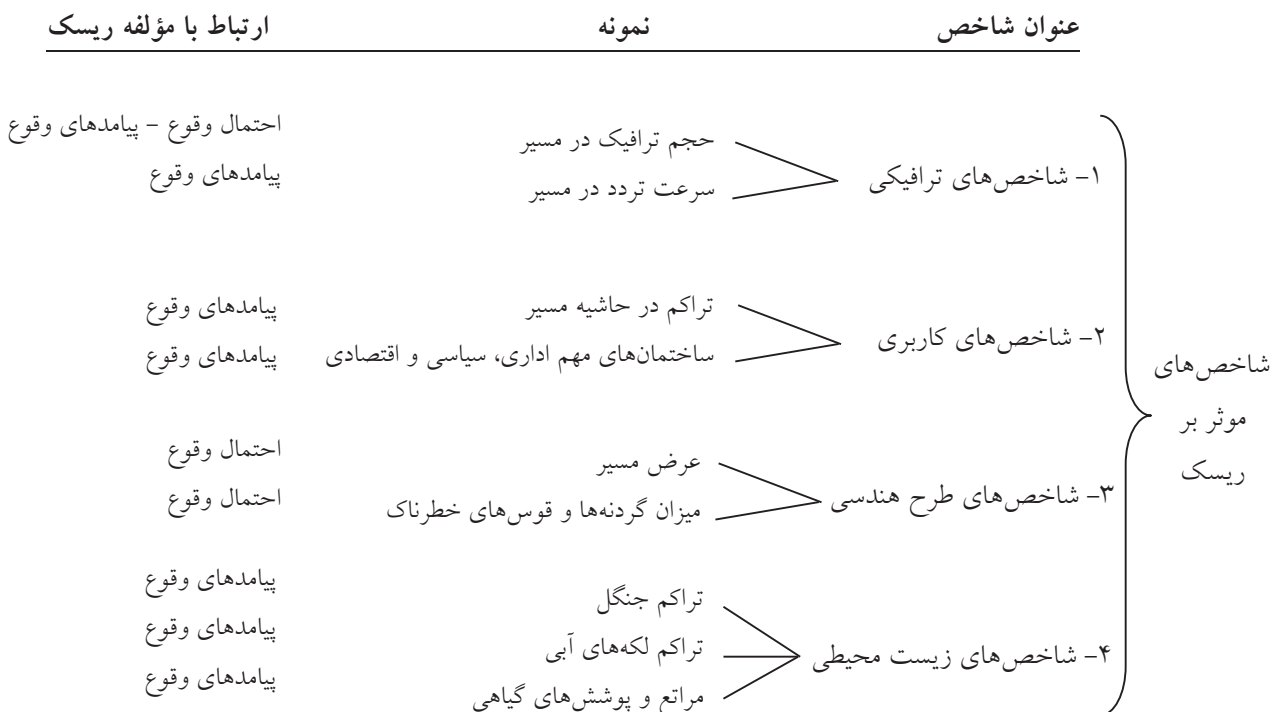 عنوان شاخص نمونه ارتباط با مؤلفه ریسک
شاخص‌های
موثر بر
ریسک
۱- شاخص‌های ترافیکی
حجم ترافیک در مسیر احتمال وقوع - پیامدهای وقوع
سرعت تردد در مسیر پیامدهای وقوع
۲- شاخص‌های کاربری
تراکم در حاشیه مسیر پیامدهای وقوع
ساختمان‌های مهم اداری، سیاسی و اقتصادی پیامدهای وقوع
۳- شاخص‌های طرح هندسی
عرض مسیر احتمال وقوع
میزان گردنه‌ها و قوس‌های خطرناک احتمال وقوع
۴- شاخص‌های زیست محیطی
تراکم جنگل پیامدهای وقوع
تراکم لکه‌های آبی پیامدهای وقوع
مراتع و پوشش‌های گیاهی پیامدهای وقوع